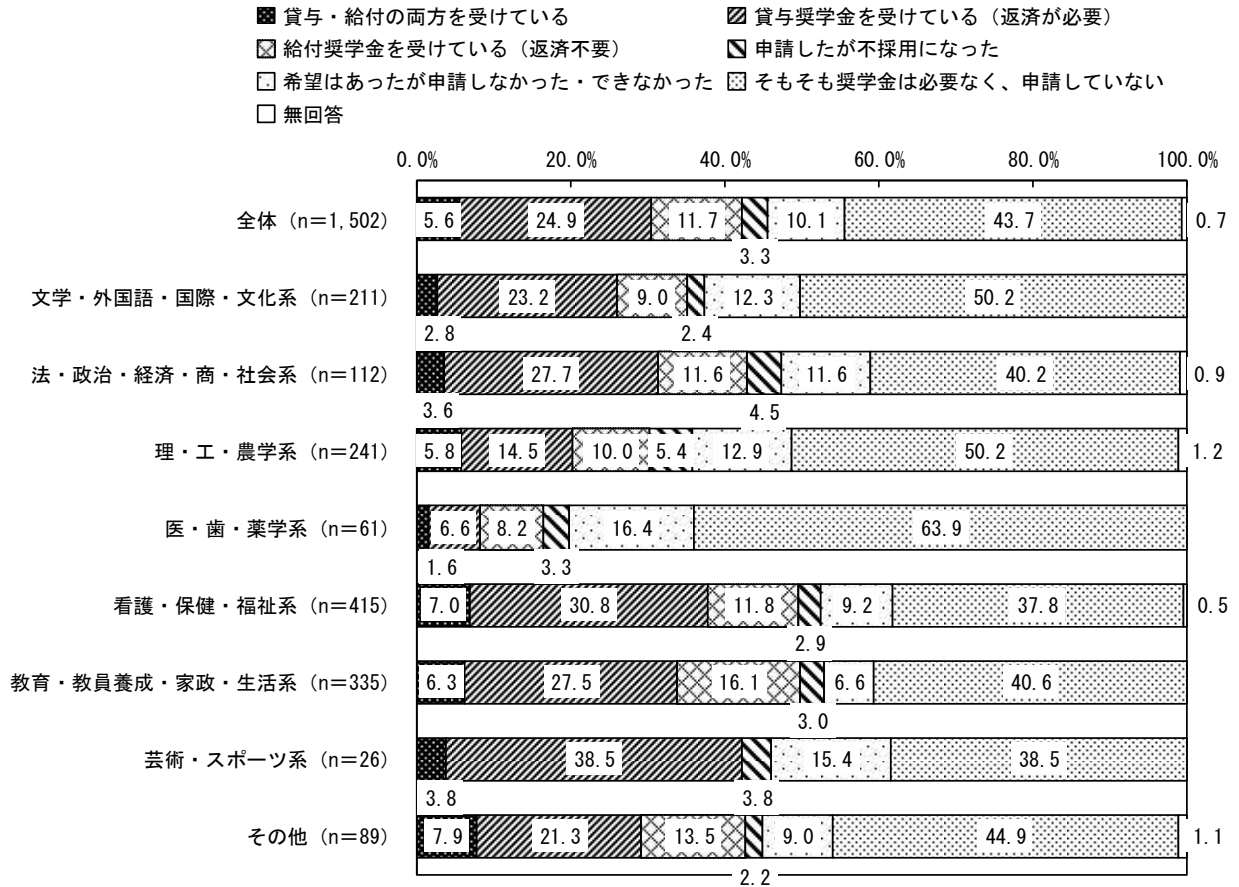 貸与・給付の両方を受けている 貸与奨学金を受けている（返済が必要）
給付奨学金を受けている（返済不要） 申請したが不採用になった
希望はあったが申請しなかった・できなかった そもそも奨学金は必要なく、申請していない
無回答
0.0% 20.0% 40.0% 60.0% 80.0% 100.0%
全体（n＝1,502） 5.6 24.9 11.7 10.1 43.7 0.7
3.3
文学・外国語・国際・文化系（n＝211） 23.2 9.0 12.3 50.2
2.8 2.4
法・政治・経済・商・社会系（n＝112） 27.7 11.6 11.6 40.2 0.9
3.6 4.5
理・工・農学系（n＝241） 5.8 14.5 10.0 5.4 12.9 50.2 1.2
医・歯・薬学系（n＝61） 6.6 8.2 16.4 63.9
1.6 3.3
看護・保健・福祉系（n＝415） 7.0 30.8 11.8 9.2 37.8 0.5
2.9
教育・教員養成・家政・生活系（n＝335） 6.3 27.5 16.1 6.6 40.6
3.0
芸術・スポーツ系（n＝26） 38.5 15.4 38.5
3.8 3.8
その他（n＝89） 7.9 21.3 13.5 9.0 44.9 1.1
2.2